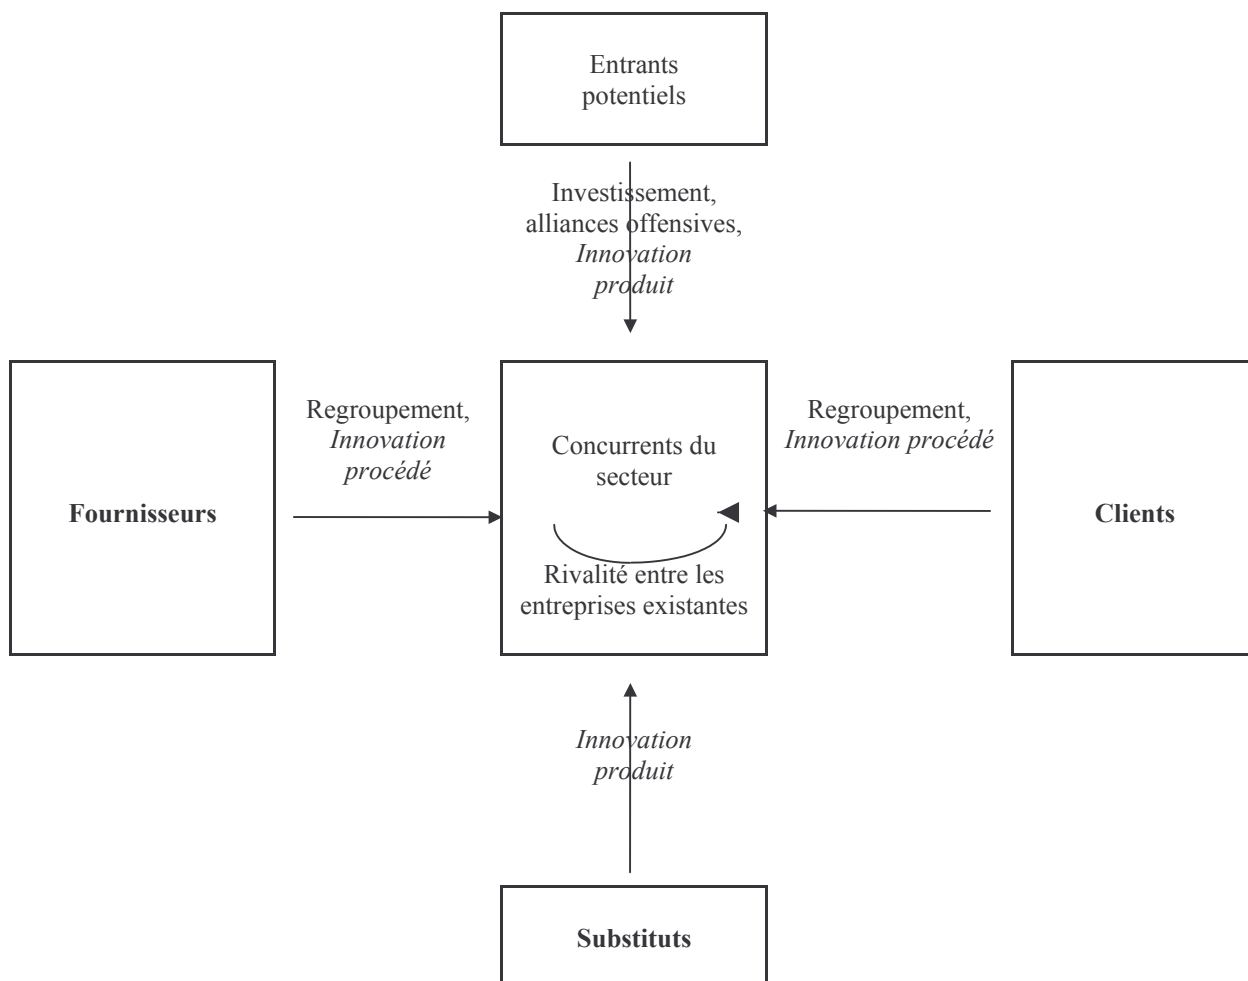 Entrants
potentiels
Investissement,
alliances offensives,
Innovation
produit
Fournisseurs
Regroupement,
Innovation
procédé
Concurrents du
secteur
Rivalité entre les
entreprises existantes
Regroupement,
Innovation procédé
Clients
Innovation
produit
Substituts